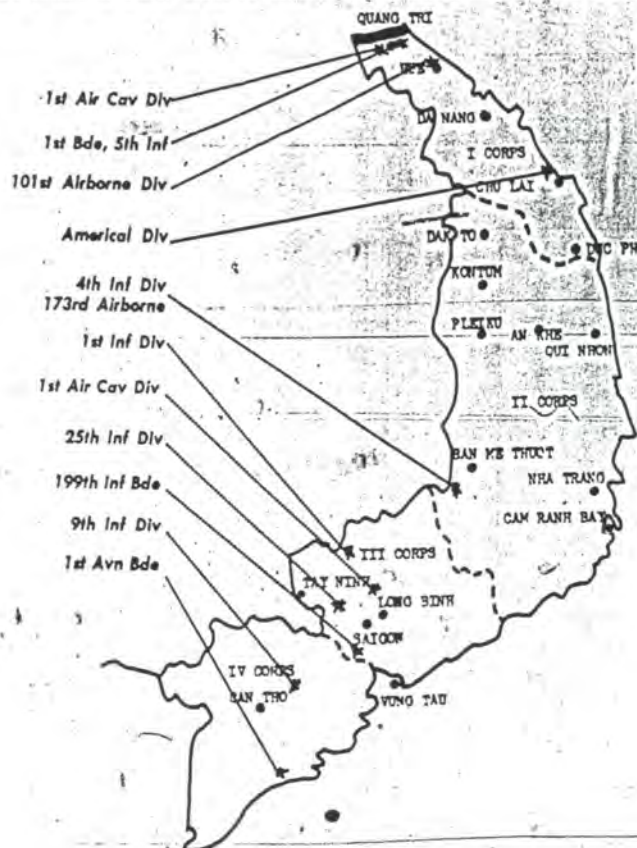 QUANG TRI
1st Air Cav Div
1st Bde, 5th Inf
101st Airborne Div
Americal Div
4th Inf Div
173rd Airborne
1st Inf Div
1st Air Cav Div
25th Inf Div
199th Inf Bde
9th Inf Div
1st Avn Bde
DA NANG
I CORPS
CHU LAI
DAK TO
DUC PH
KONTUM
PLEIKU
AN KHE
QUI NHON
II CORPS
BAN ME THUOT
NHA TRANG
CAM RANH BAY
III CORPS
TAY NINH
LONG BINH
SAIGON
IV CORPS
CAN THO
VUNG TAU